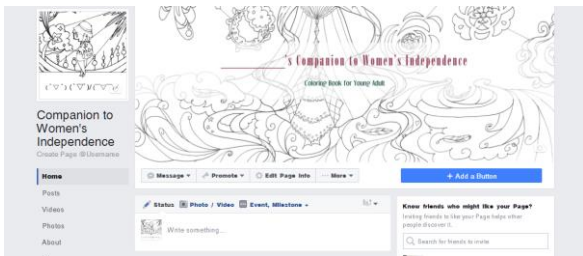 _____________'s Companion to Women's Independence
Coloring Book for Young Adult
Companion to
Women's
Independence
Create Page @Username
Home
Posts
Videos
Photos
About
Message
Promote
Edit Page Info
More
+ Add a Button
Status
Photo / Video
Event, Milestone
Write something...
Know friends who might like your Page?
Inviting friends to like your Page helps other
people discover it.
Search for friends to invite